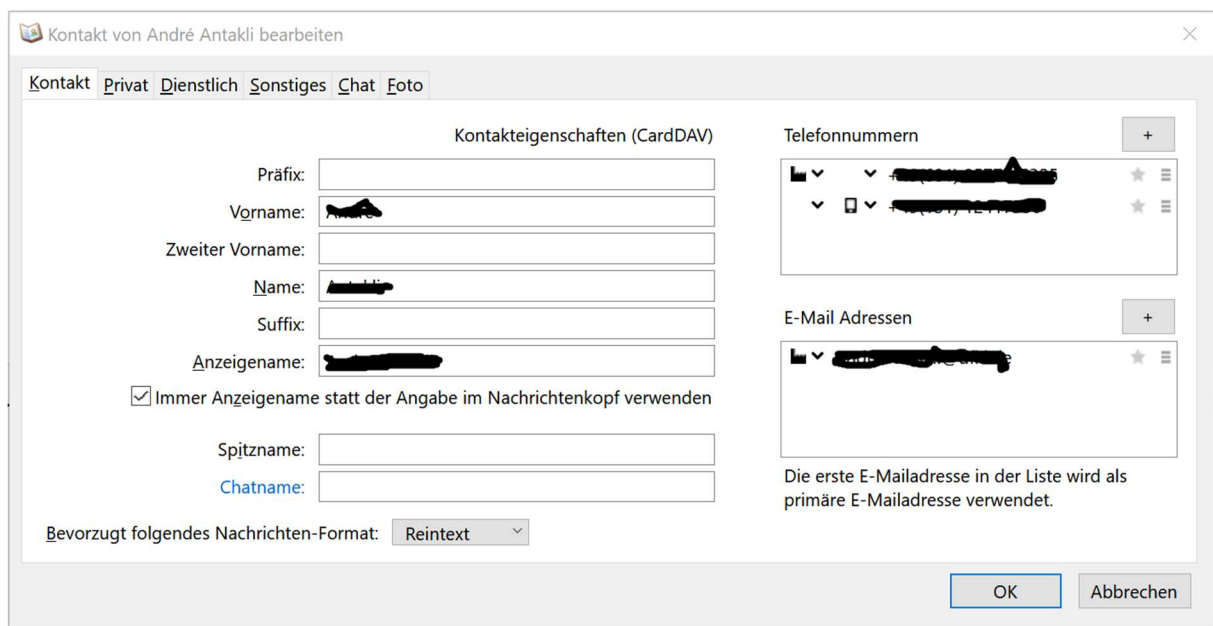 Kontakt von André Antakli bearbeiten
Kontakt Privat Dienstlich Sonstiges Chat Foto
Kontakteigenschaften (CardDAV)
Präfix:
Vorname:
Zweiter Vorname:
Name:
Suffix:
Anzeigename:
Immer Anzeigename statt der Angabe im Nachrichtenkopf verwenden
Spitzname:
Chatname:
Bevorzugt folgendes Nachrichten-Format: Reintext
Telefonnummern +
E-Mail Adressen +
Die erste E-Mailadresse in der Liste wird als
primäre E-Mailadresse verwendet.
OK Abbrechen